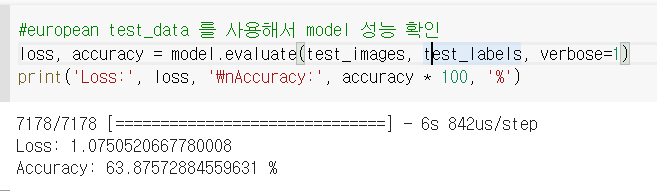 #european test_data 를 사용해서 model 성능 확인
loss, accuracy = model.evaluate(test_images, test_labels, verbose=1)
print('Loss:', loss, '₩nAccuracy:', accuracy * 100, '%')
7178/7178 [==============================] - 6s 842us/step
Loss: 1.0750520667780008
Accuracy: 63.87572884559631 %